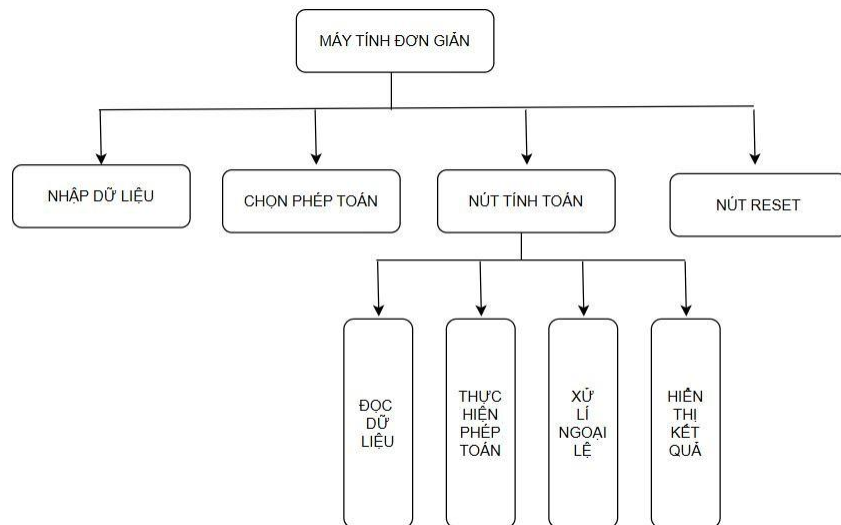 MÁY TÍNH ĐƠN GIẢN
NHẬP DỮ LIỆU
CHỌN PHÉP TOÁN
NÚT TÍNH TOÁN
NÚT RESET
ĐỌC
DỮ
LIỆU
THỰC
HIỆN
PHÉP
TOÁN
XỬ
LÍ
NGOẠI
LỆ
HIỂN
THỊ
KẾT
QUẢ